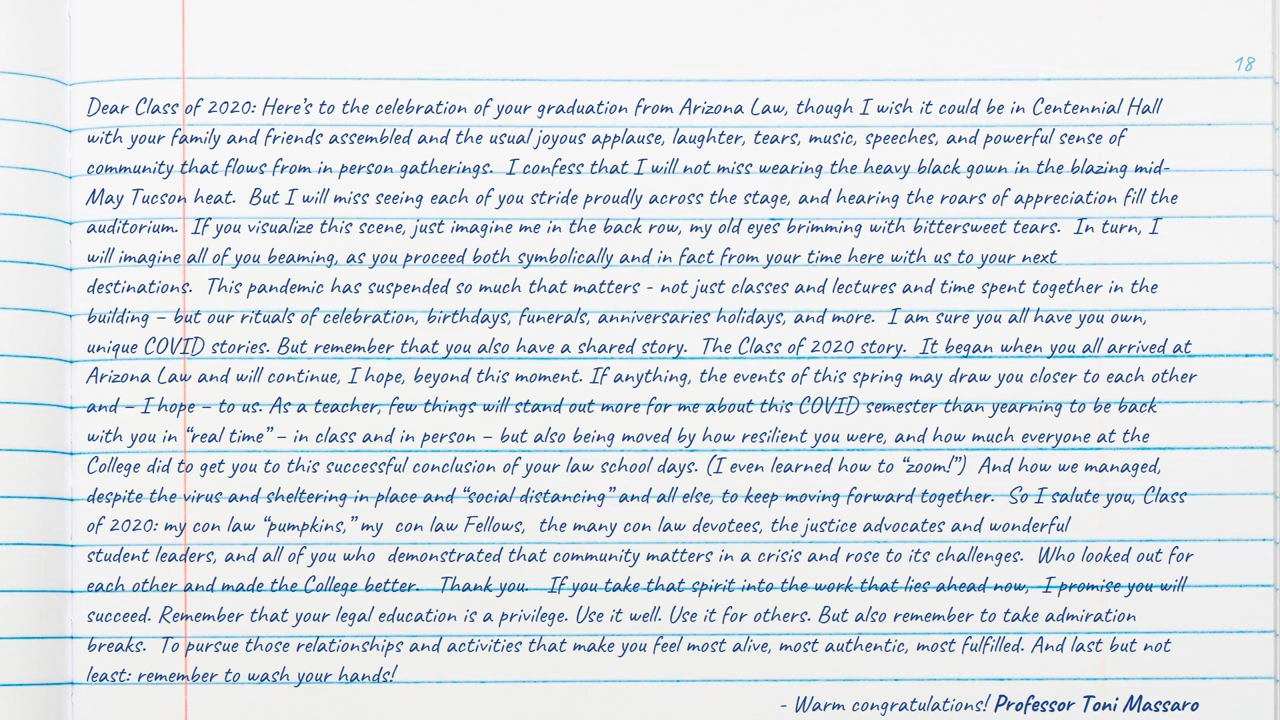 18
Dear Class of 2020: Here's to the celebration of your graduation from Arizona Law, though I wish it could be in Centennial Hall
with your family and friends assembled and the usual joyous applause, laughter, tears, music, speeches, and powerful sense of
community that flows from in person gatherings.  I confess that I will not miss wearing the heavy black gown in the blazing mid-
May Tucson heat.  But I will miss seeing each of you stride proudly across the stage, and hearing the roars of appreciation fill the
auditorium.  If you visualize this scene, just imagine me in the back row, my old eyes brimming with bittersweet tears.  In turn, I
will imagine all of you beaming, as you proceed both symbolically and in fact from your time here with us to your next
destinations.  This pandemic has suspended so much that matters - not just classes and lectures and time spent together in the
building – but our rituals of celebration, birthdays, funerals, anniversaries holidays, and more.  I am sure you all have you own,
unique COVID stories. But remember that you also have a shared story.  The Class of 2020 story.  It began when you all arrived at
Arizona Law and will continue, I hope, beyond this moment. If anything, the events of this spring may draw you closer to each other
and – I hope – to us. As a teacher, few things will stand out more for me about this COVID semester than yearning to be back
with you in “real time” – in class and in person – but also being moved by how resilient you were, and how much everyone at the
College did to get you to this successful conclusion of your law school days. (I even learned how to “zoom!”)  And how we managed,
despite the virus and sheltering in place and “social distancing” and all else, to keep moving forward together.  So I salute you, Class
of 2020: my con law “pumpkins,” my  con law Fellows,  the many con law devotees, the justice advocates and wonderful
student leaders, and all of you who  demonstrated that community matters in a crisis and rose to its challenges.  Who looked out for
each other and made the College better.   Thank you.   If you take that spirit into the work that lies ahead now,  I promise you will
succeed. Remember that your legal education is a privilege. Use it well. Use it for others. But also remember to take admiration
breaks.  To pursue those relationships and activities that make you feel most alive, most authentic, most fulfilled. And last but not
least: remember to wash your hands!
- Warm congratulations! Professor Toni Massaro